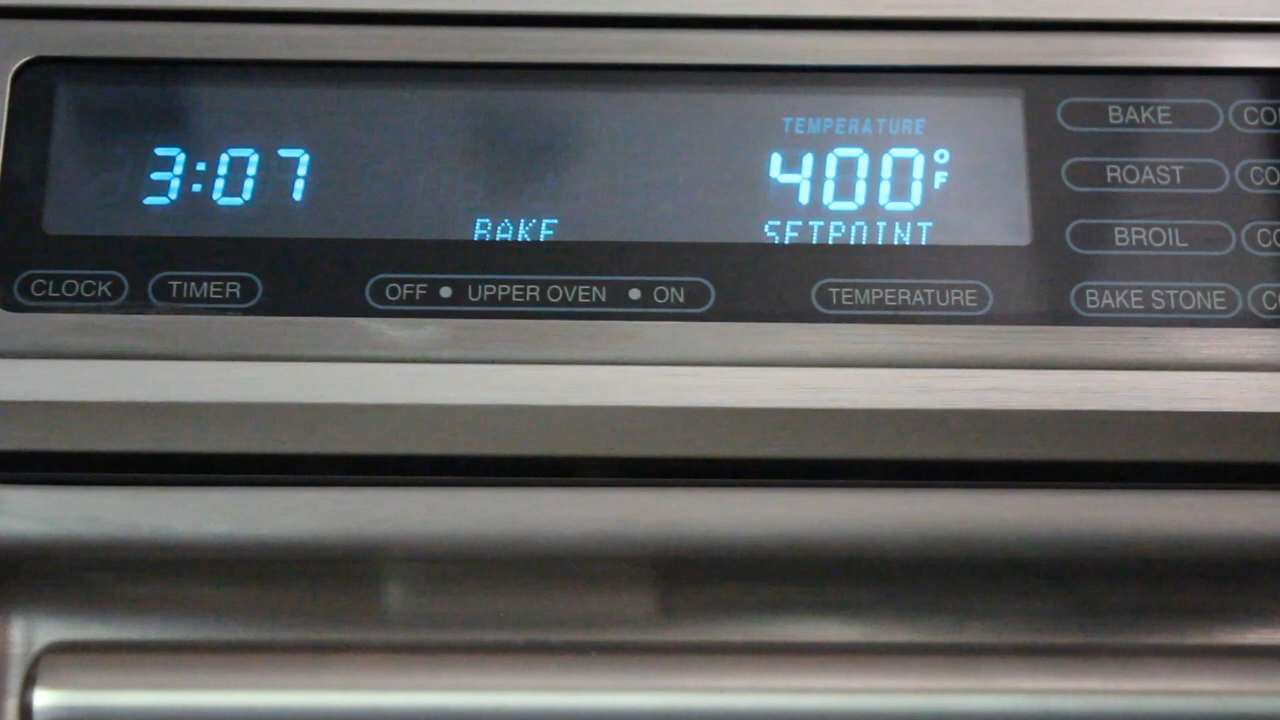 TEMPERATURE
3:07 400°F
BAKE SETPOINT
CLOCK TIMER OFF • UPPER OVEN • ON TEMPERATURE
BAKE
ROAST
BROIL
BAKE STONE